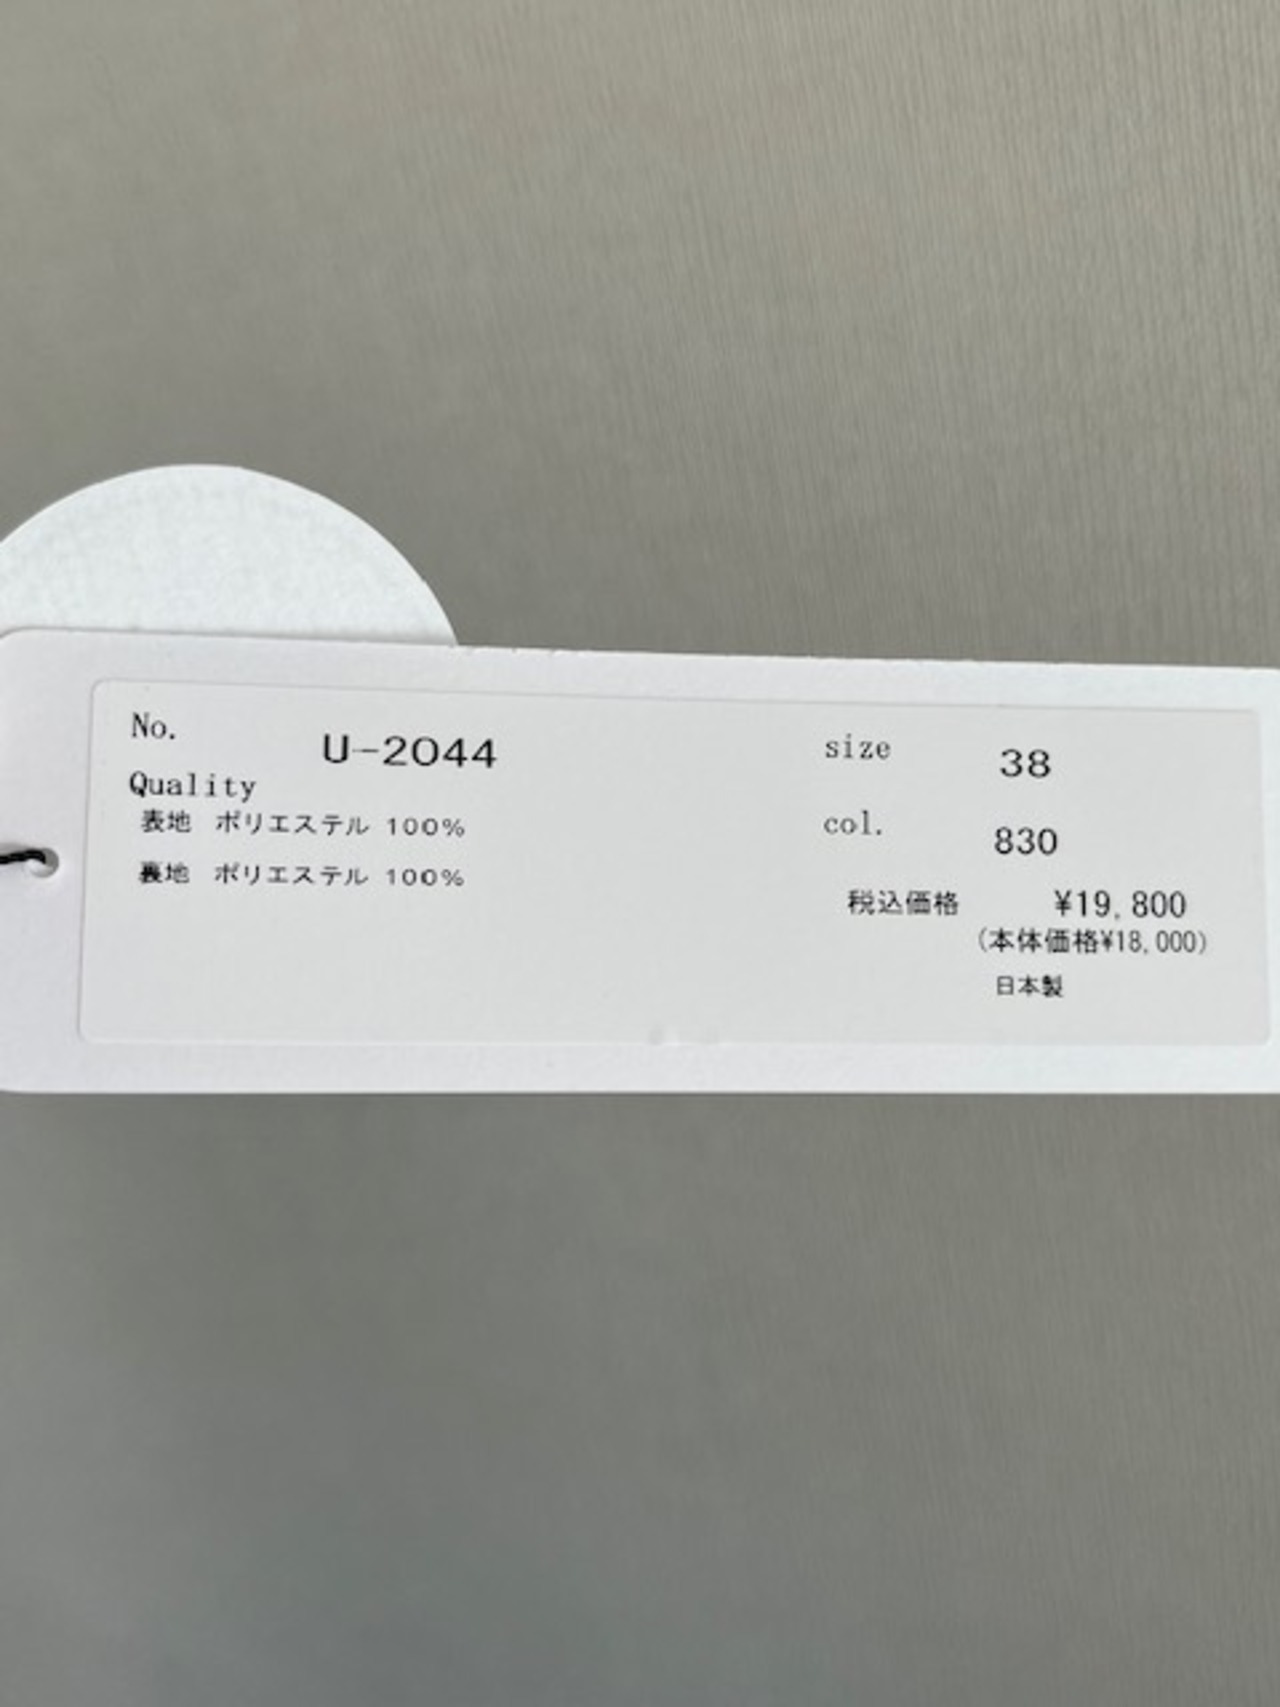 No. U-2044
Quality
表地 ポリエステル 100%
裏地 ポリエステル 100%
size 38
col. 830
税込価格 ¥19,800
(本体価格¥18,000)
日本製